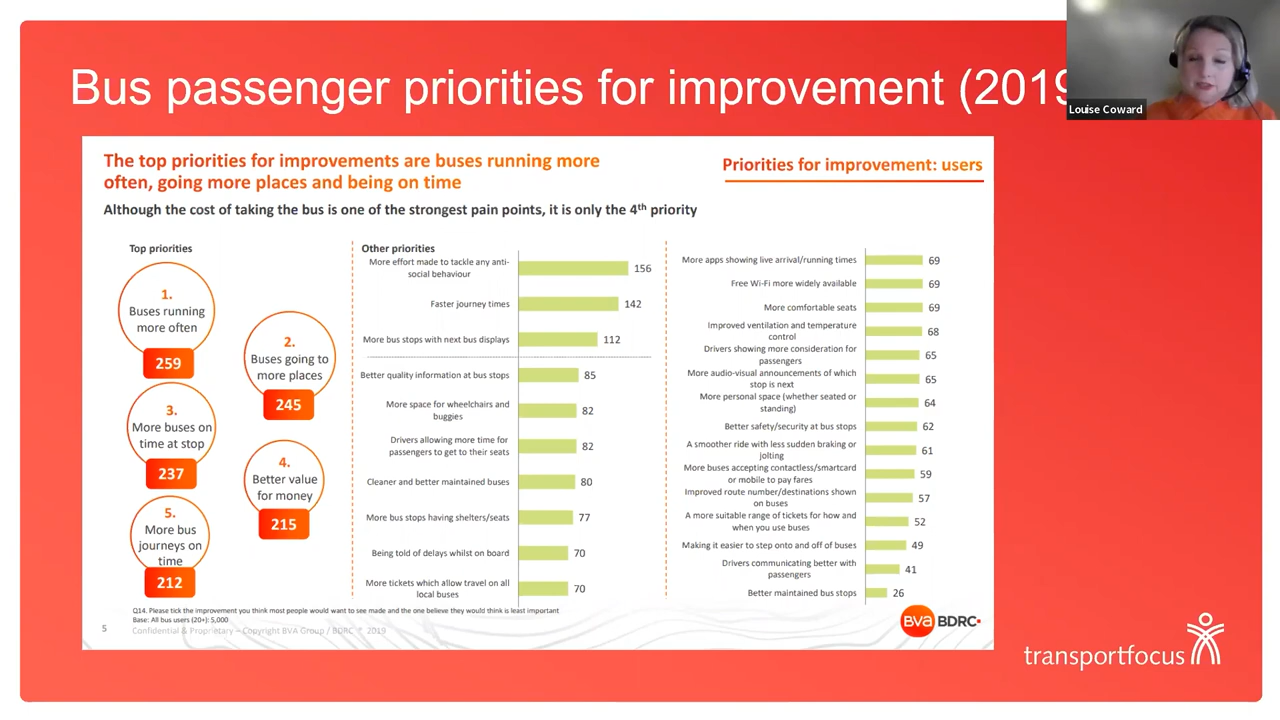 Bus passenger priorities for improvement (2019
Louise Coward
The top priorities for improvements are buses running more
often, going more places and being on time
Priorities for improvement: users
Although the cost of taking the bus is one of the strongest pain points, it is only the 4th priority
Top priorities
1.
Buses running
more often
259
2.
Buses going to
more places
245
3.
More buses on
time at stop
237
4.
Better value
for money
215
5.
More bus
journeys on
time
212
Other priorities
More effort made to tackle any anti-
social behaviour
156
Faster journey times
142
More bus stops with next bus displays
112
Better quality information at bus stops
85
More space for wheelchairs and
buggies
82
Drivers allowing more time for
passengers to get to their seats
82
Cleaner and better maintained buses
80
More bus stops having shelters/seats
77
Being told of delays whilst on board
70
More tickets which allow travel on all
local buses
70
More apps showing live arrival/running times
69
Free Wi-Fi more widely available
69
More comfortable seats
69
Improved ventilation and temperature
control
68
Drivers showing more consideration for
passengers
65
More audio-visual announcements of which
stop is next
65
More personal space (whether seated or
standing)
64
Better safety/security at bus stops
62
A smoother ride with less sudden braking or
jolting
61
More buses accepting contactless/smartcard
or mobile to pay fares
59
Improved route number/destinations shown
on buses
57
A more suitable range of tickets for how and
when you use buses
52
Making it easier to step onto and off of buses
49
Drivers communicating better with
passengers
41
Better maintained bus stops
26
Q14. Please tick the improvement you think most people would want to see made and the one believe they would think is least important
Base: All bus users (20+): 5,000
5
Confidential & Proprietary – Copyright BVA Group / BDRC © 2019
BVA BDRC
transportfocus